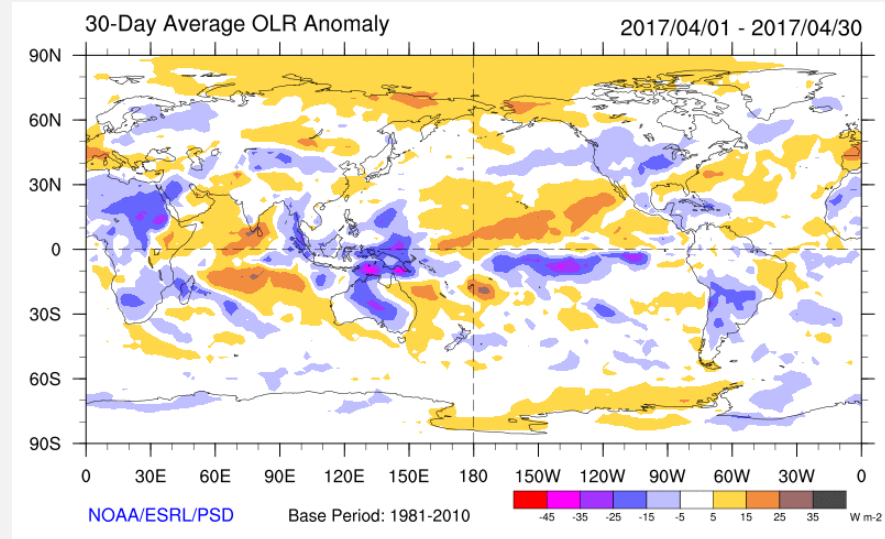 30-Day Average OLR Anomaly 2017/04/01 - 2017/04/30
90N
60N
30N
0
30S
60S
90S
0 30E 60E 90E 120E 150E 180 150W 120W 90W 60W 30W 0
NOAA/ESRL/PSD Base Period: 1981-2010
-45 -35 -25 -15 -5 5 15 25 35 W m-2